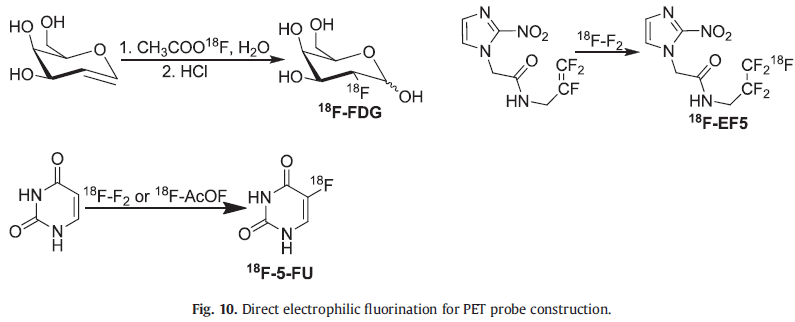 HO OH
O
HO
1. CH₃COO¹⁸F, H₂O
2. HCl
HO OH
O
HO
¹⁸F
OH
¹⁸F-FDG
N
N
NO₂
O
CF₂
CF
HN
¹⁸F-F₂
N
N
NO₂
O
CF₂¹⁸F
CF₂
HN
¹⁸F-EF5
O
HN
O
N
H
¹⁸F-F₂ or ¹⁸F-AcOF
O
¹⁸F
HN
O
N
H
¹⁸F-5-FU
Fig. 10. Direct electrophilic fluorination for PET probe construction.